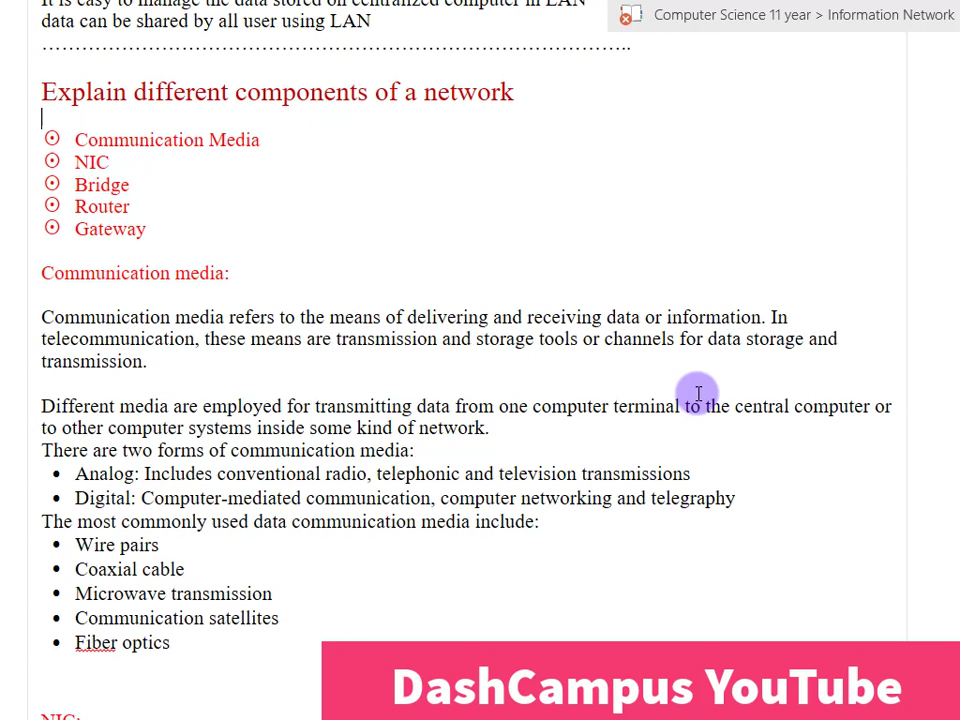 It is easy to manage the data stored on centralized computer in LAN
data can be shared by all user using LAN
Computer Science 11 year > Information Network
…………………………………………………………………………..
Explain different components of a network
Communication Media
NIC
Bridge
Router
Gateway
Communication media:
Communication media refers to the means of delivering and receiving data or information. In
telecommunication, these means are transmission and storage tools or channels for data storage and
transmission.
Different media are employed for transmitting data from one computer terminal to the central computer or
to other computer systems inside some kind of network.
There are two forms of communication media:
• Analog: Includes conventional radio, telephonic and television transmissions
• Digital: Computer-mediated communication, computer networking and telegraphy
The most commonly used data communication media include:
• Wire pairs
• Coaxial cable
• Microwave transmission
• Communication satellites
• Fiber optics
DashCampus YouTube
NIC: